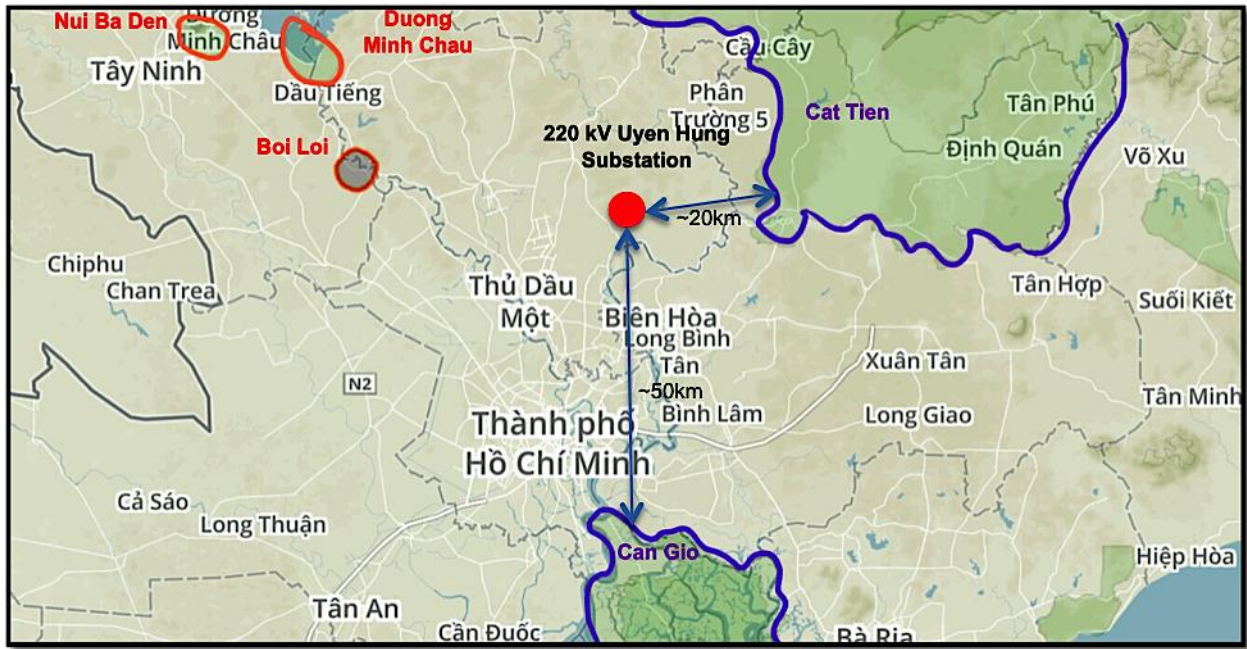 Nui Ba Den
Dương
Minh Châu
Duong
Minh Chau
Tây Ninh
Dầu Tiếng
Cầu Cây
Phân
Trường 5
Cat Tien
Tân Phú
Định Quán
Võ Xu
Boi Loi
220 kV Uyen Hung
Substation
~20km
Chiphu
Chan Trea
Thủ Dầu
Một
Biên Hòa
Long Bình
Tân
Tân Hợp
Suối Kiết
N2
~50km
Xuân Tân
Bình Lâm
Long Giao
Tân Minh
Thành phố
Hồ Chí Minh
Cả Sáo
Long Thuận
Can Gio
Hiệp Hòa
Tân An
Cần Đuốc
Bà Rịa